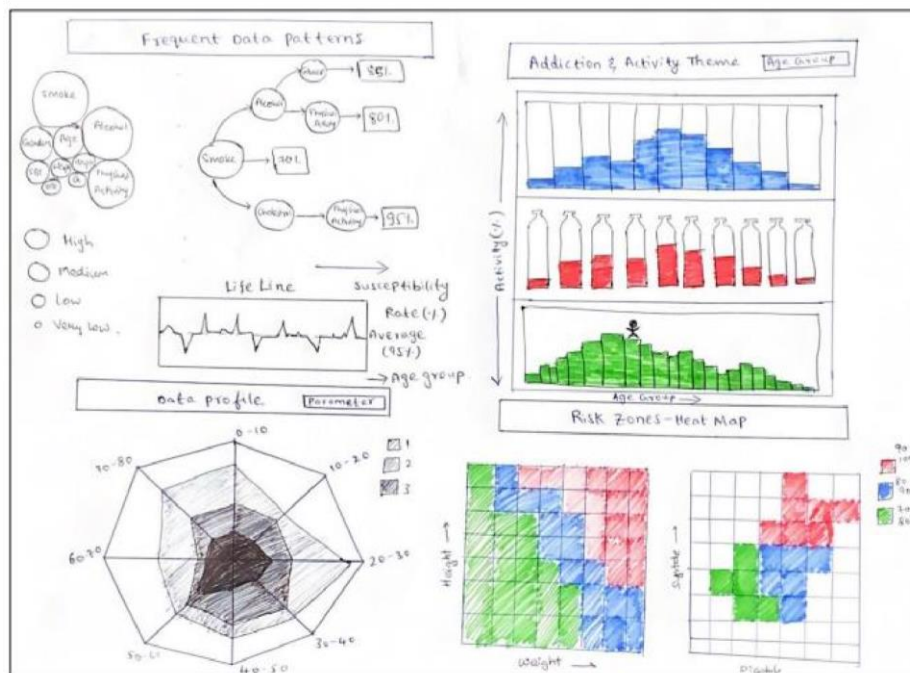 Frequent Data Patterns
Smoke
Alcohol
Gender
Age
Physical
Activity
High
Medium
Low
Very Low
Alcohol
Physical
Activity
80%
Smoke
70%
Cholesterol
Physical
Activity
95%
Susceptibility
Life Line
Rate (%)
Average
(95%)
Age group
Data profile
Parameter
0-10
10-20
20-30
30-40
40-50
60-70
70-80
1
2
3
Addiction & Activity Theme
Age Group
Activity (%)
Age Group
Risk Zones - Heat Map
Height
Weight